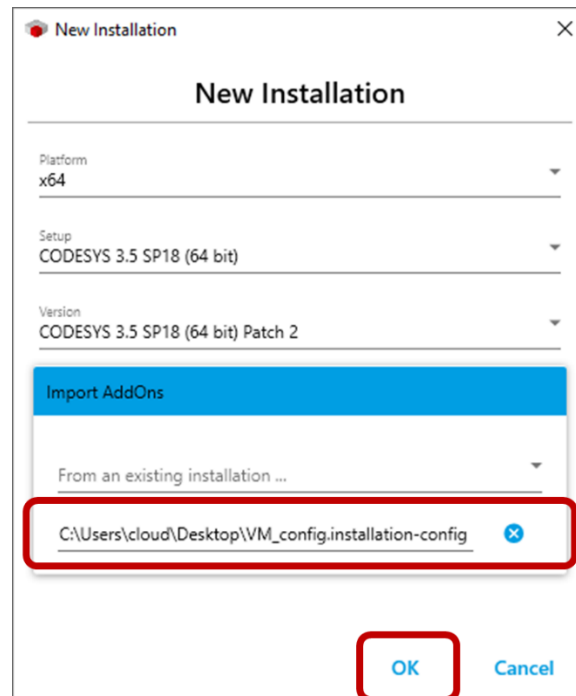 New Installation
New Installation
Platform
x64
Setup
CODESYS 3.5 SP18 (64 bit)
Version
CODESYS 3.5 SP18 (64 bit) Patch 2
Import AddOns
From an existing installation ...
C:\Users\cloud\Desktop\VM_config.installation-config
OK
Cancel